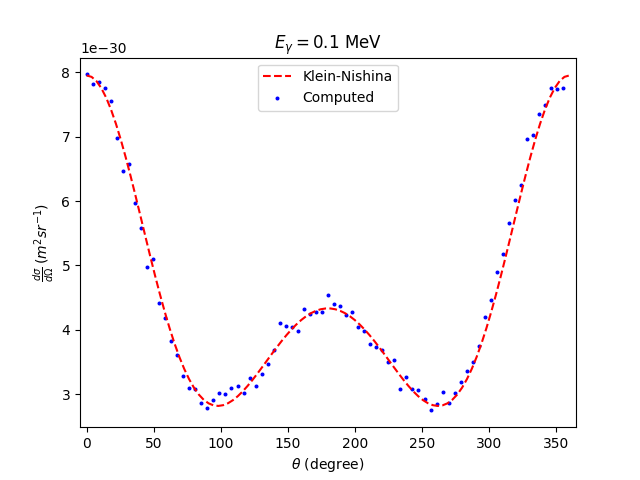 E_γ = 0.1 MeV
1e−30
Klein-Nishina
Computed
8
7
6
5
4
3
dσ/dΩ (m²sr⁻¹)
0 50 100 150 200 250 300 350
θ (degree)